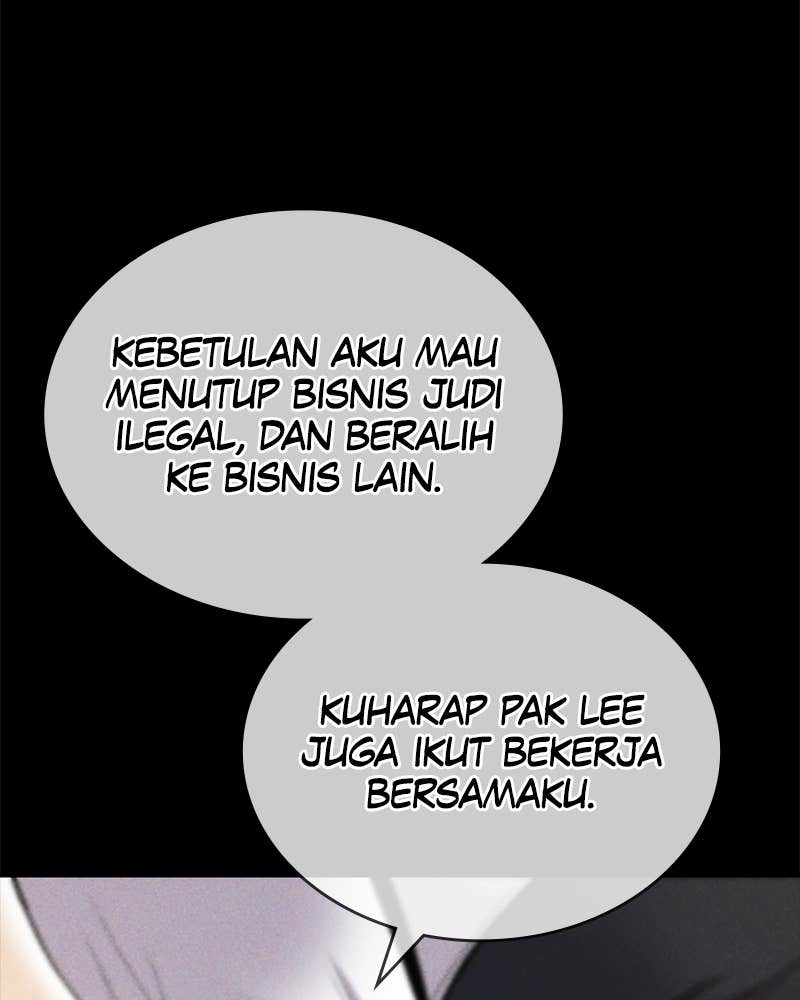 KEBETULAN AKU MAU
MENUTUP BISNIS JUDI
ILEGAL, DAN BERALIH
KE BISNIS LAIN.
KUHARAP PAK LEE
JUGA IKUT BEKERJA
BERSAMAKU.